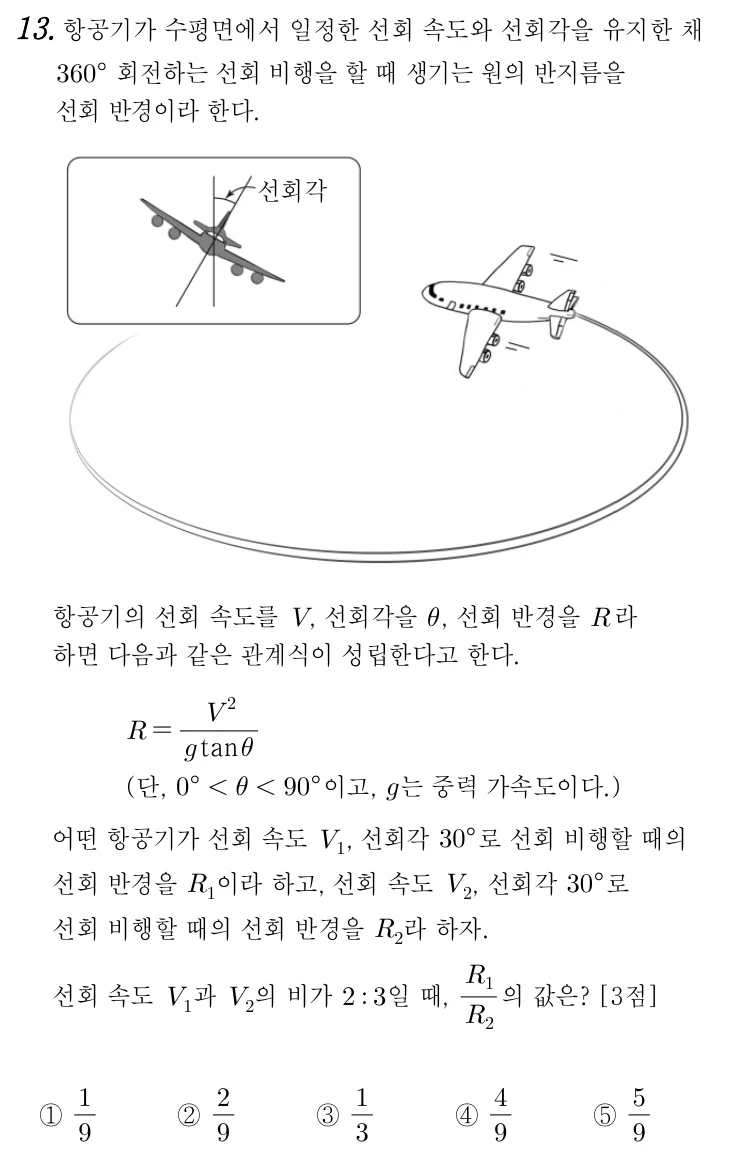 13. 항공기가 수평면에서 일정한 선회 속도와 선회각을 유지한 채
360° 회전하는 선회 비행을 할 때 생기는 원의 반지름을
선회 반경이라 한다.
선회각
항공기의 선회 속도를 V, 선회각을 θ, 선회 반경을 R라
하면 다음과 같은 관계식이 성립한다고 한다.
R = V² / (g tanθ)
(단, 0° < θ < 90°이고, g는 중력 가속도이다.)
어떤 항공기가 선회 속도 V₁, 선회각 30°로 선회 비행할 때의
선회 반경을 R₁이라 하고, 선회 속도 V₂, 선회각 30°로
선회 비행할 때의 선회 반경을 R₂라 하자.
선회 속도 V₁과 V₂의 비가 2 : 3일 때, R₁/R₂의 값은? [3점]
① 1/9 ② 2/9 ③ 1/3 ④ 4/9 ⑤ 5/9